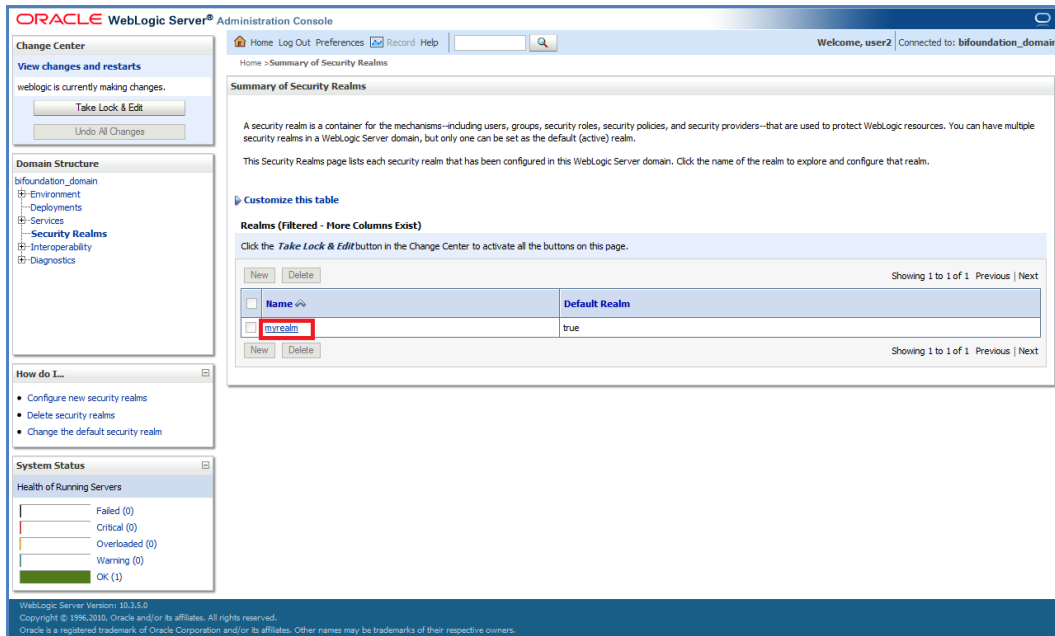 ORACLE WebLogic Server® Administration Console
Change Center
View changes and restarts
weblogic is currently making changes.
Take Lock & Edit
Undo All Changes
Domain Structure
bifoundation_domain
Environment
Deployments
Services
Security Realms
Interoperability
Diagnostics
How do I...
Configure new security realms
Delete security realms
Change the default security realm
System Status
Health of Running Servers
Failed (0)
Critical (0)
Overloaded (0)
Warning (0)
OK (1)
Home Log Out Preferences Record Help
Welcome, user2 Connected to: bifoundation_domain
Home >Summary of Security Realms
Summary of Security Realms
A security realm is a container for the mechanisms--including users, groups, security roles, security policies, and security providers--that are used to protect WebLogic resources. You can have multiple
security realms in a WebLogic Server domain, but only one can be set as the default (active) realm.
This Security Realms page lists each security realm that has been configured in this WebLogic Server domain. Click the name of the realm to explore and configure that realm.
Customize this table
Realms (Filtered - More Columns Exist)
Click the Take Lock & Edit button in the Change Center to activate all the buttons on this page.
New Delete Showing 1 to 1 of 1 Previous | Next
Name Default Realm
myrealm true
New Delete Showing 1 to 1 of 1 Previous | Next
WebLogic Server Version: 10.3.5.0
Copyright © 1996,2010, Oracle and/or its affiliates. All rights reserved.
Oracle is a registered trademark of Oracle Corporation and/or its affiliates. Other names may be trademarks of their respective owners.